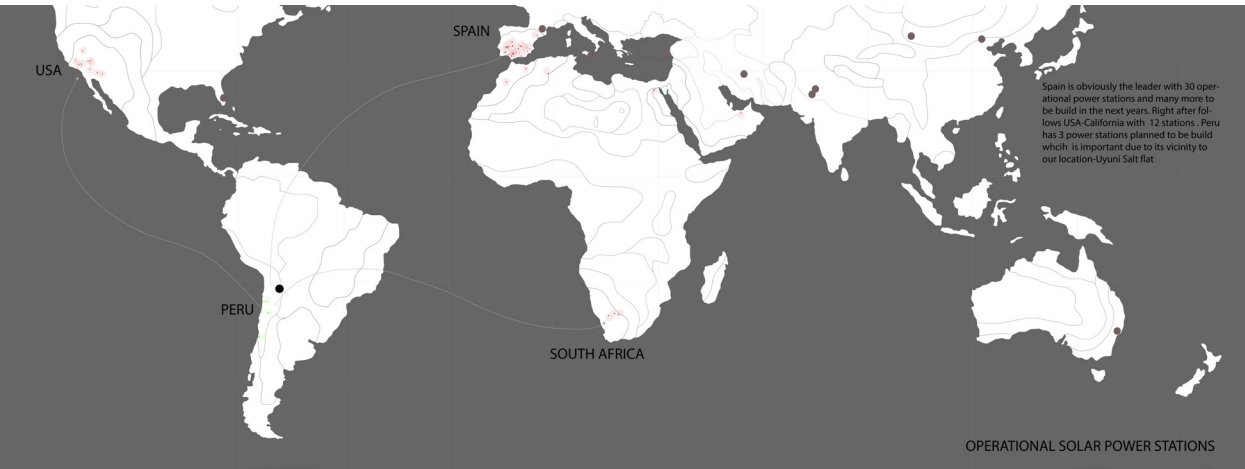 SPAIN
USA
Spain is obviously the leader with 30 oper-
ational power stations and many more to
be build in the next years. Right after fol-
lows USA-California with 12 stations . Peru
has 3 power stations planned to be build
whcih is important due to its vicinity to
our location-Uyuni Salt flat
PERU
SOUTH AFRICA
OPERATIONAL SOLAR POWER STATIONS